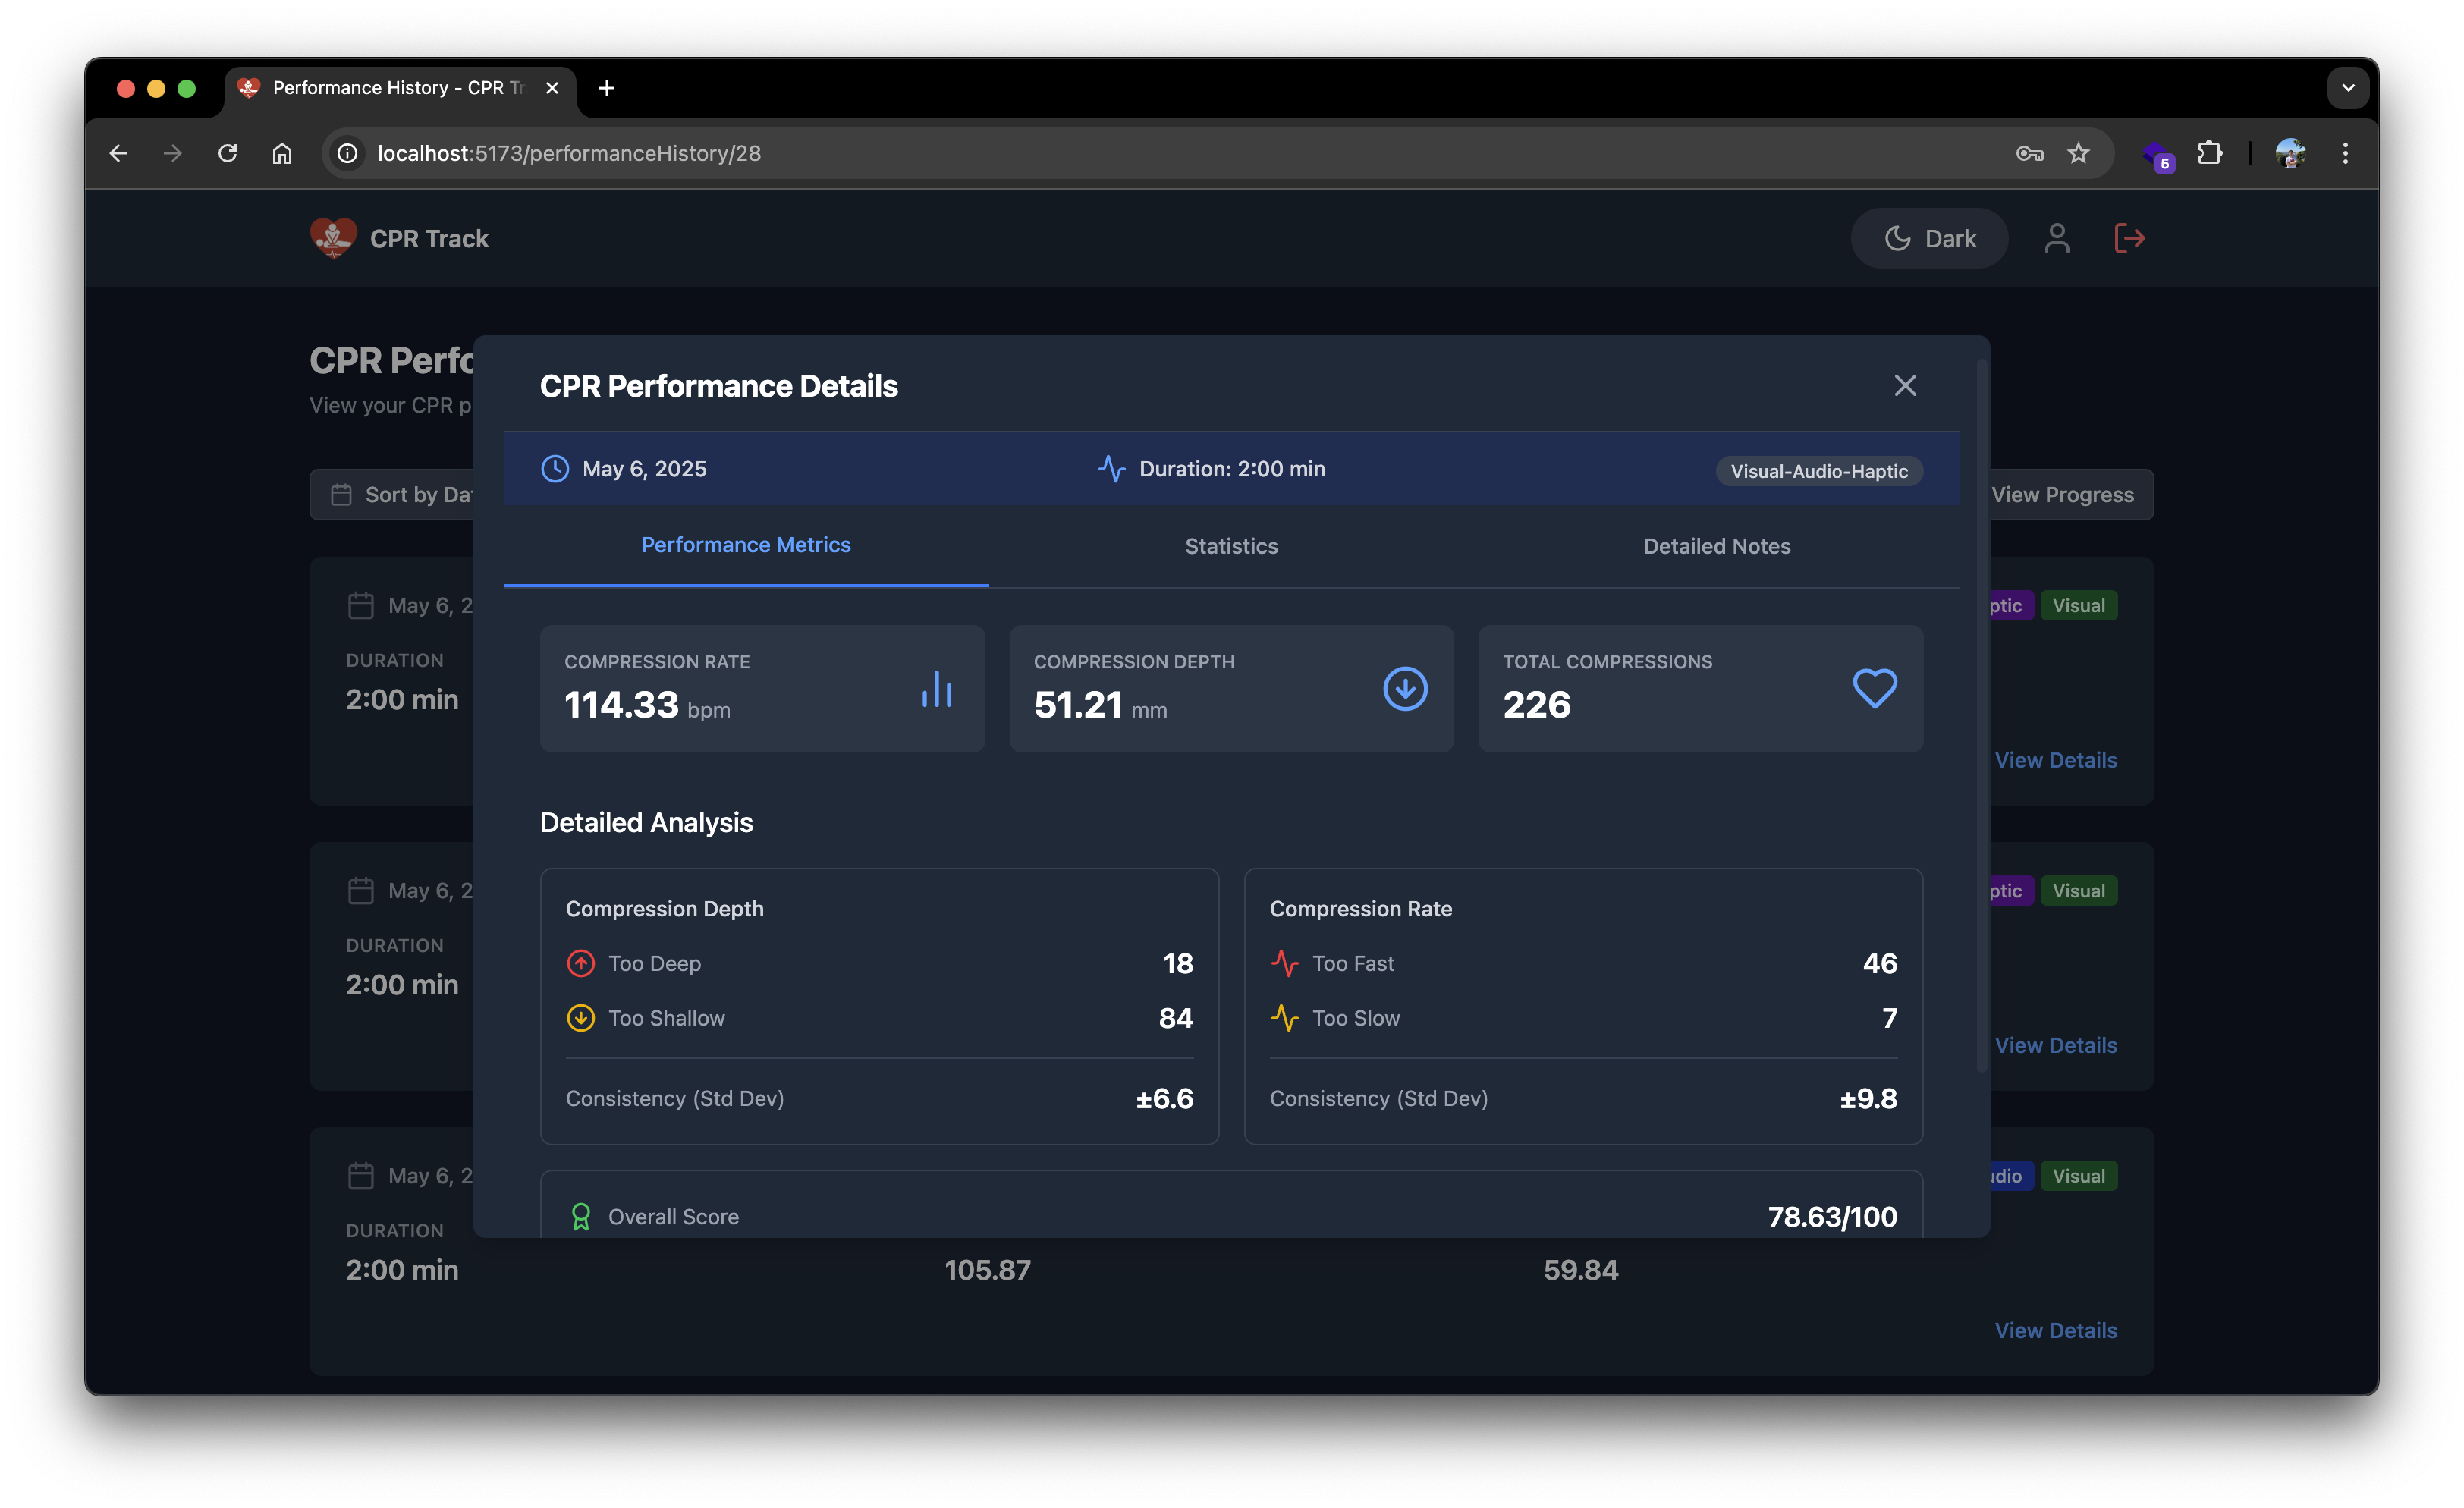 Performance History - CPR Tr
localhost:5173/performanceHistory/28
5
CPR Track
Dark
CPR Perfo
View your CPR p
Sort by Dat
View Progress
CPR Performance Details
May 6, 2025
Duration: 2:00 min
Visual-Audio-Haptic
Performance Metrics
Statistics
Detailed Notes
COMPRESSION RATE
114.33 bpm
COMPRESSION DEPTH
51.21 mm
TOTAL COMPRESSIONS
226
Detailed Analysis
Compression Depth
Too Deep 18
Too Shallow 84
Consistency (Std Dev) ±6.6
Compression Rate
Too Fast 46
Too Slow 7
Consistency (Std Dev) ±9.8
Overall Score 78.63/100
May 6, 2
ptic Visual
DURATION
2:00 min
View Details
May 6, 2
ptic Visual
DURATION
2:00 min
View Details
May 6, 2
udio Visual
DURATION
2:00 min
105.87
59.84
View Details